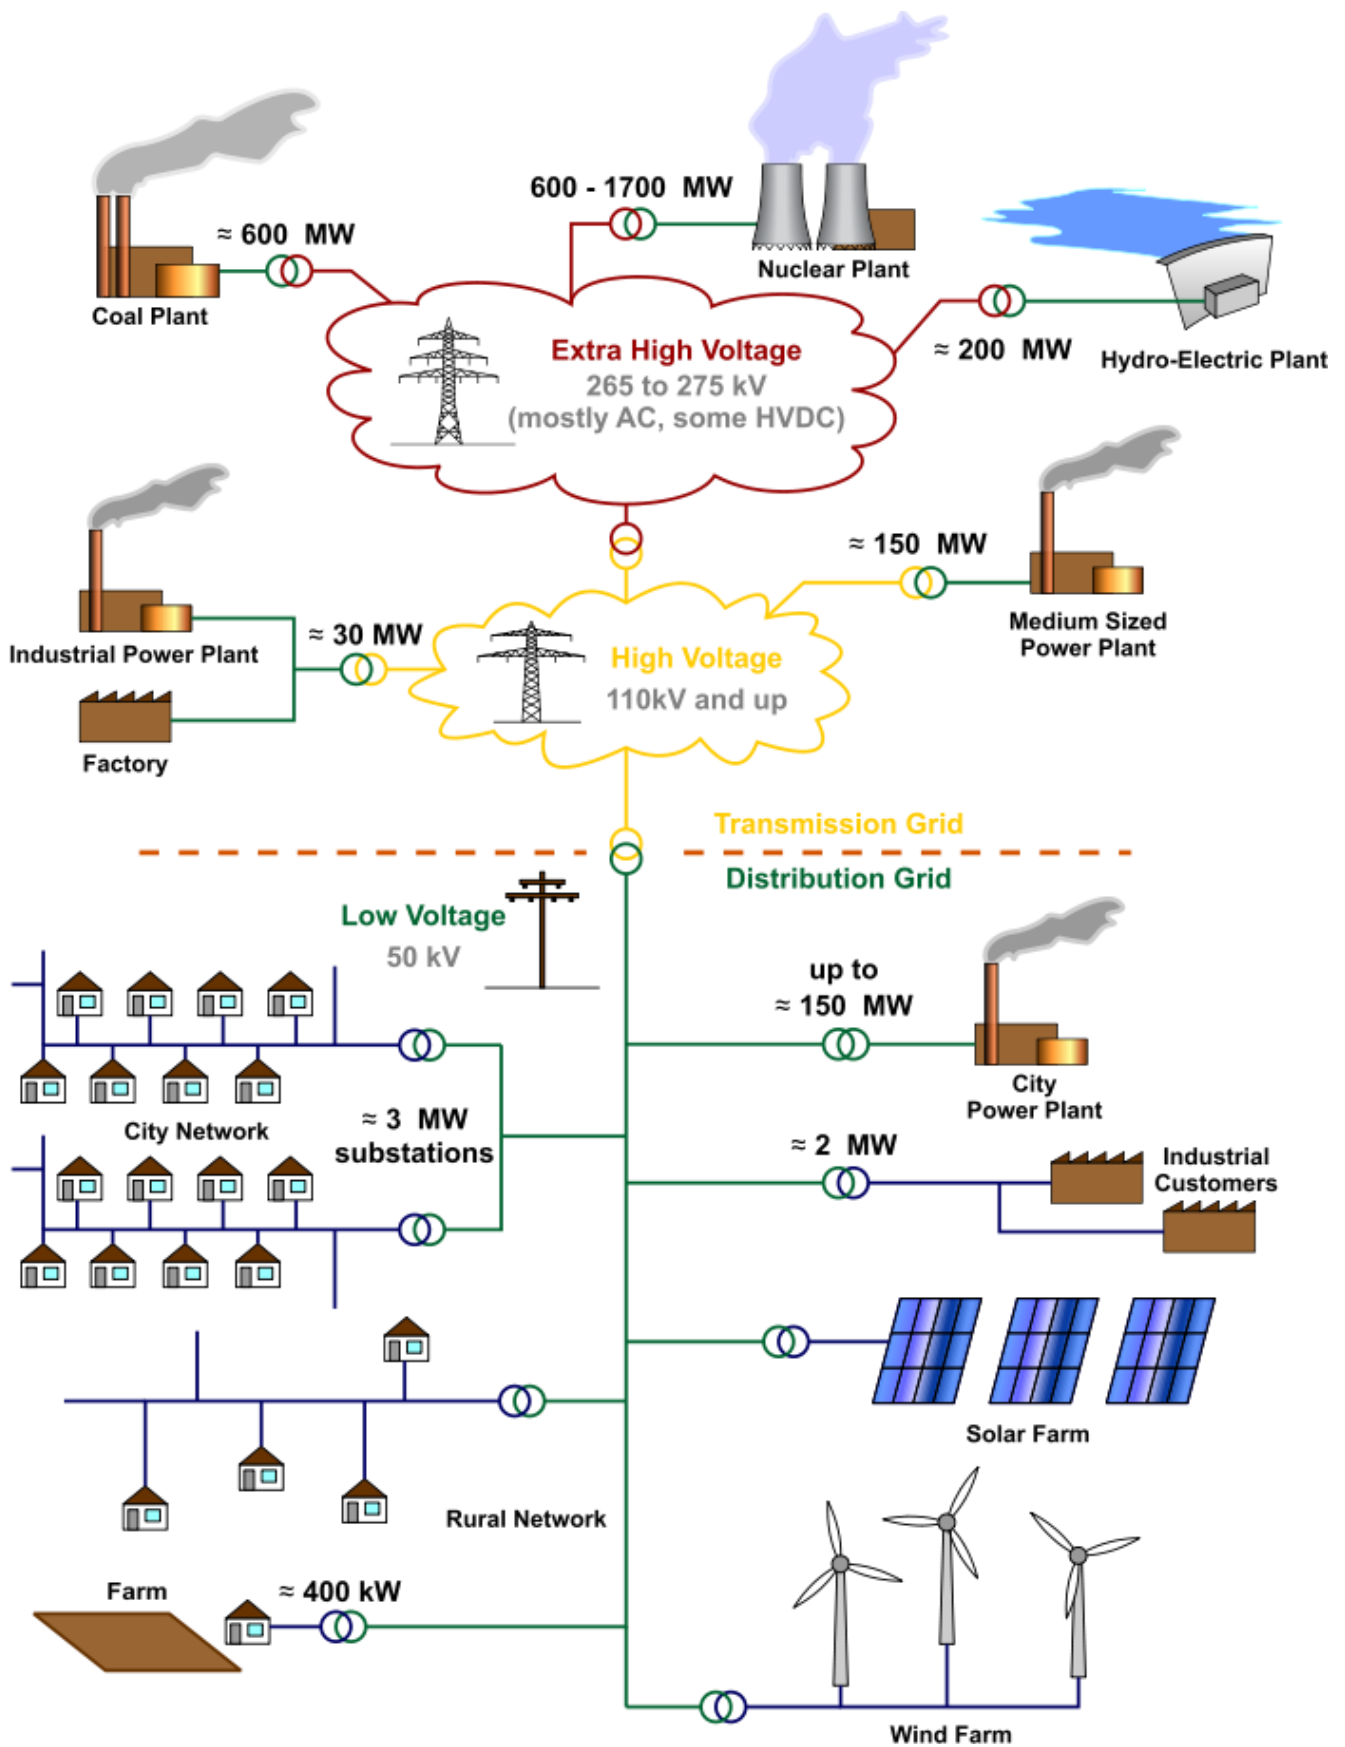 600 - 1700 MW
≈ 600 MW
Nuclear Plant
Coal Plant
Extra High Voltage
265 to 275 kV
(mostly AC, some HVDC)
≈ 200 MW
Hydro-Electric Plant
≈ 150 MW
Medium Sized
Power Plant
≈ 30 MW
Industrial Power Plant
High Voltage
110kV and up
Factory
Transmission Grid
Distribution Grid
Low Voltage
50 kV
up to
≈ 150 MW
City
Power Plant
City Network
≈ 3 MW
substations
≈ 2 MW
Industrial
Customers
Solar Farm
Rural Network
Farm
≈ 400 kW
Wind Farm